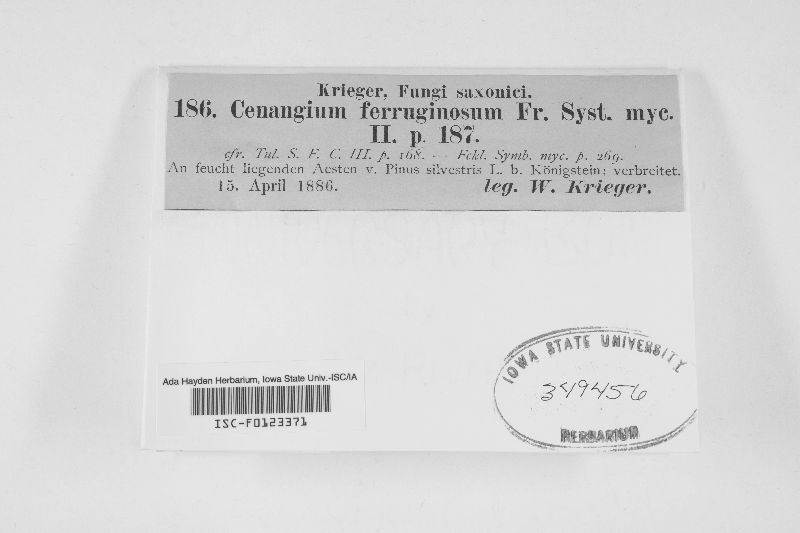 Krieger, Fungi saxonici.
186. Cenangium ferruginosum Fr. Syst. myc.
II. p. 187.
cfr. Tul. S. F. C. III. p. 168. — Fckl. Symb. myc. p. 269.
An feucht liegenden Aesten v. Pinus silvestris L. b. Königstein; verbreitet.
15. April 1886. leg. W. Krieger.
IOWA STATE UNIVERSITY
349456
HERBARIUM
Ada Hayden Herbarium, Iowa State Univ.-ISC/IA
ISC-F0123371